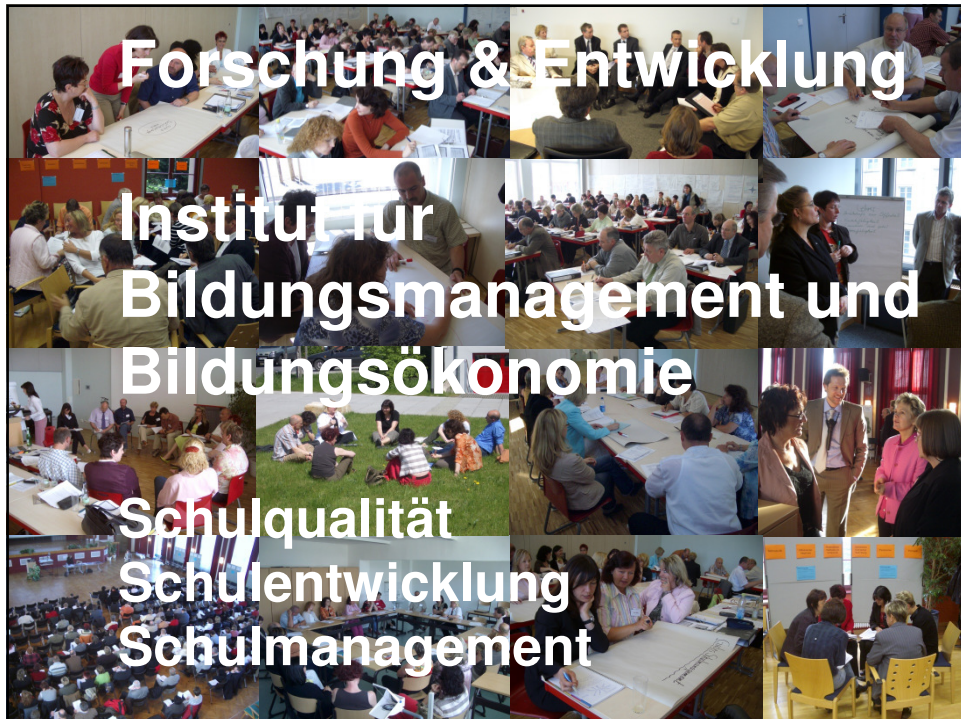 Forschung & Entwicklung
Institut für
Bildungsmanagement und
Bildungsökonomie
Schulqualität
Schulentwicklung
Schulmanagement